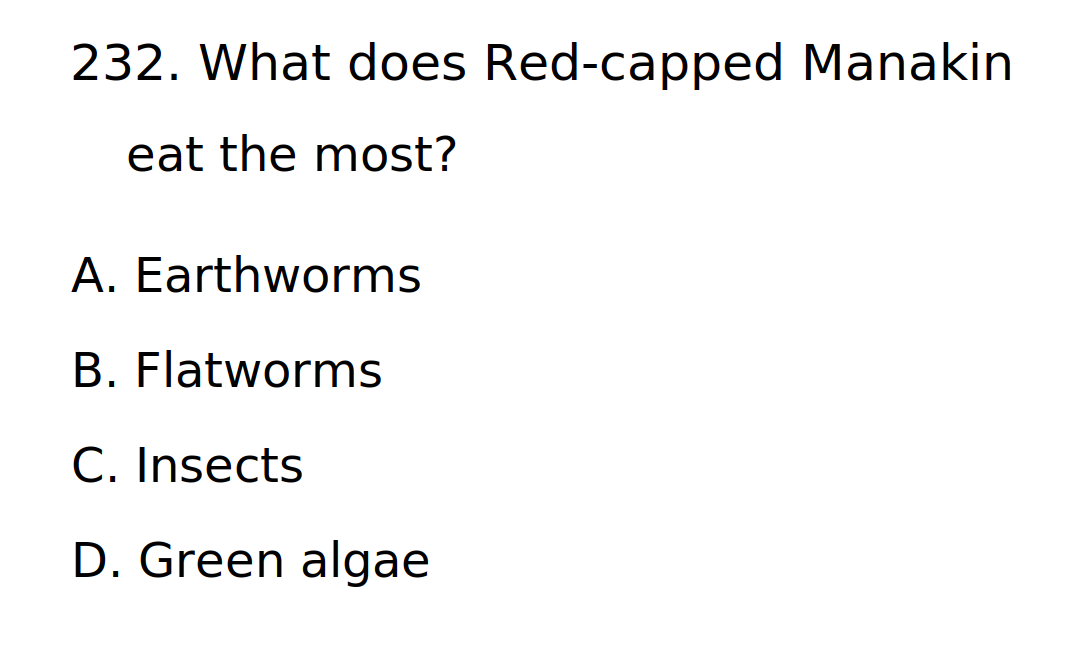 232. What does Red-capped Manakin
eat the most?
A. Earthworms
B. Flatworms
C. Insects
D. Green algae